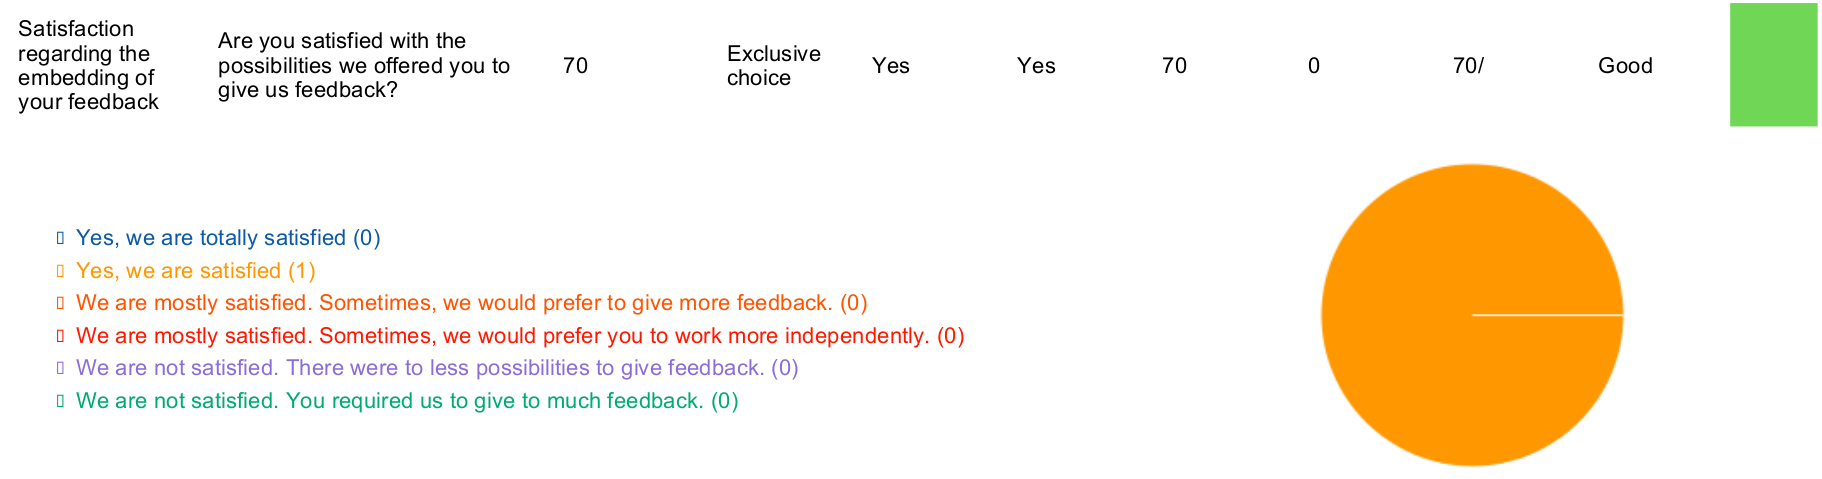 Satisfaction
regarding the
embedding of
your feedback
Are you satisfied with the
possibilities we offered you to
give us feedback?
70
Exclusive
choice
Yes
Yes
70
0
70/
Good
Yes, we are totally satisfied (0)
Yes, we are satisfied (1)
We are mostly satisfied. Sometimes, we would prefer to give more feedback. (0)
We are mostly satisfied. Sometimes, we would prefer you to work more independently. (0)
We are not satisfied. There were to less possibilities to give feedback. (0)
We are not satisfied. You required us to give to much feedback. (0)